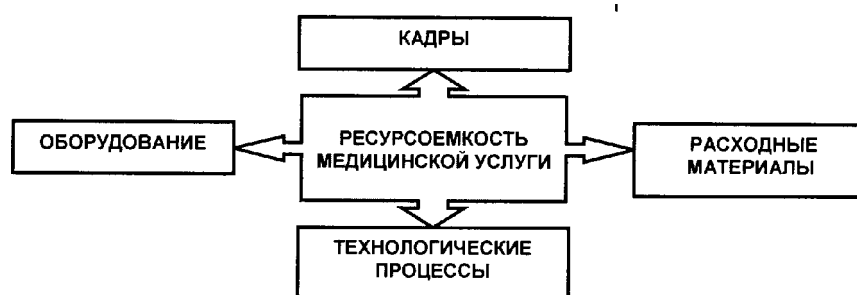 КАДРЫ
ОБОРУДОВАНИЕ
РЕСУРСОЕМКОСТЬ
МЕДИЦИНСКОЙ УСЛУГИ
РАСХОДНЫЕ
МАТЕРИАЛЫ
ТЕХНОЛОГИЧЕСКИЕ
ПРОЦЕССЫ